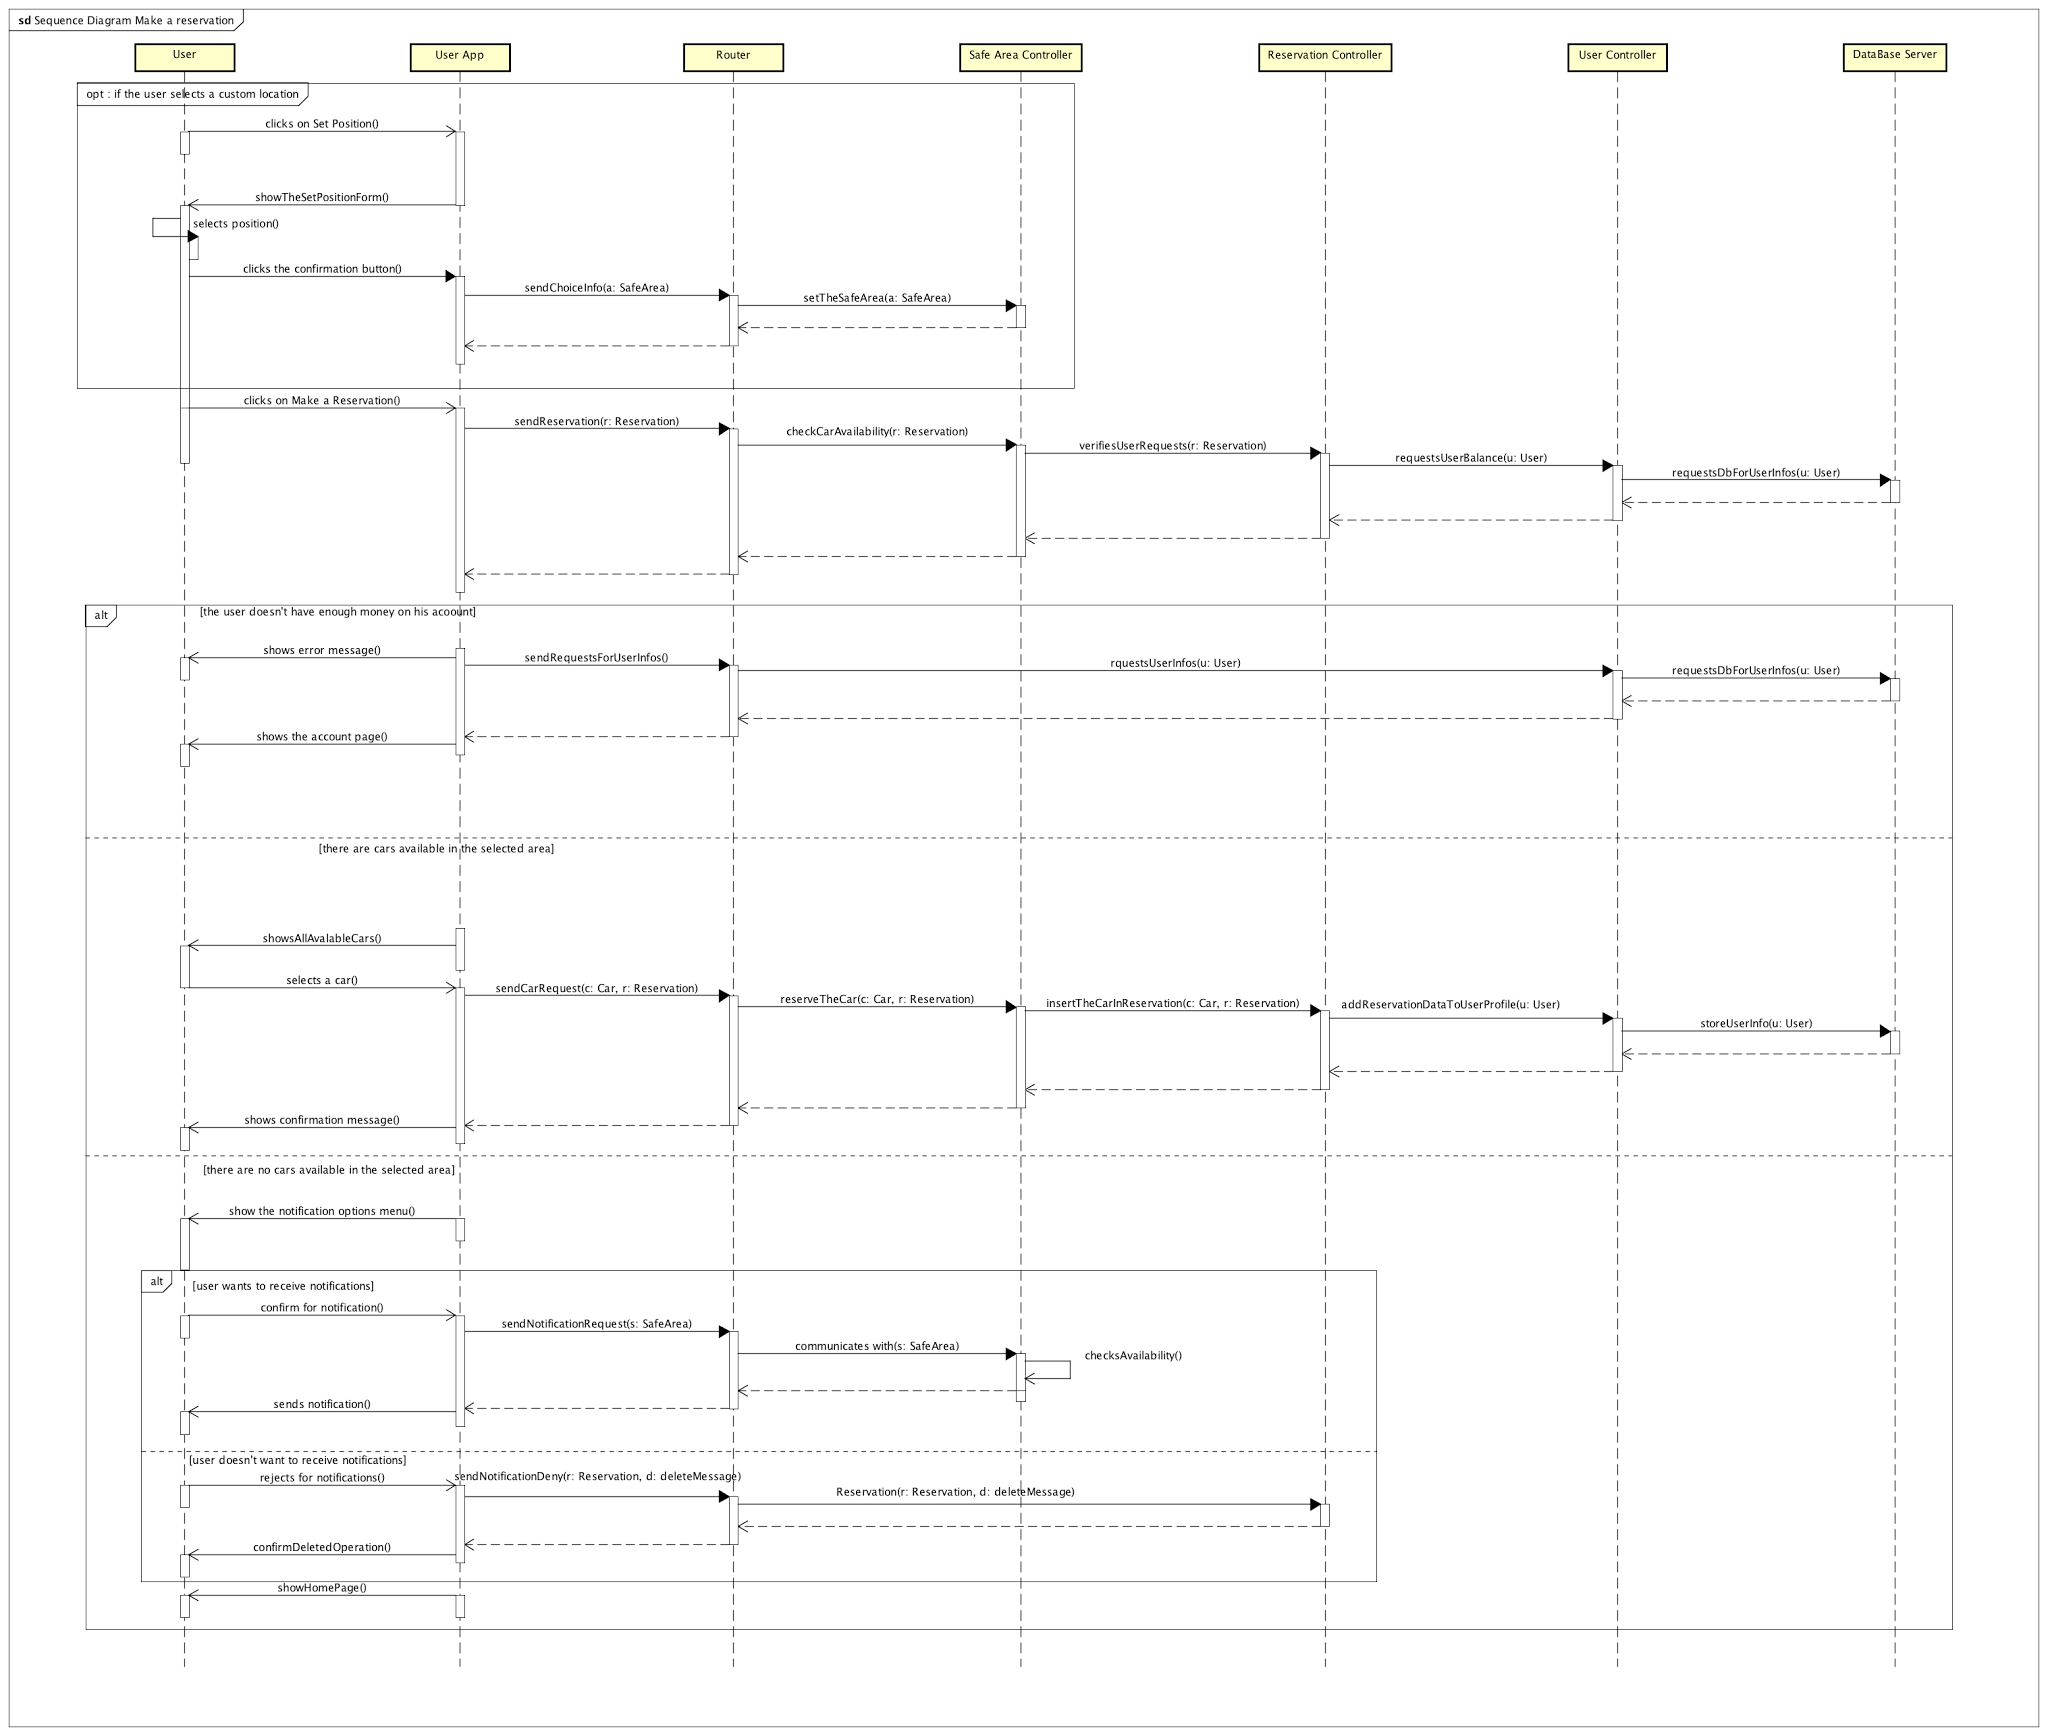 sd Sequence Diagram Make a reservation
User
User App
Router
Safe Area Controller
Reservation Controller
User Controller
DataBase Server
opt : if the user selects a custom location
clicks on Set Position()
showTheSetPositionForm()
selects position()
clicks the confirmation button()
sendChoiceInfo(a: SafeArea)
setTheSafeArea(a: SafeArea)
clicks on Make a Reservation()
sendReservation(r: Reservation)
checkCarAvailability(r: Reservation)
verifiesUserRequests(r: Reservation)
requestsUserBalance(u: User)
requestsDbForUserInfos(u: User)
alt
[the user doesn't have enough money on his acoount]
shows error message()
sendRequestsForUserInfos()
rquestsUserInfos(u: User)
requestsDbForUserInfos(u: User)
shows the account page()
[there are cars available in the selected area]
showsAllAvalableCars()
selects a car()
sendCarRequest(c: Car, r: Reservation)
reserveTheCar(c: Car, r: Reservation)
insertTheCarInReservation(c: Car, r: Reservation)
addReservationDataToUserProfile(u: User)
storeUserInfo(u: User)
shows confirmation message()
[there are no cars available in the selected area]
show the notification options menu()
alt
[user wants to receive notifications]
confirm for notification()
sendNotificationRequest(s: SafeArea)
communicates with(s: SafeArea)
checksAvailability()
sends notification()
[user doesn't want to receive notifications]
rejects for notifications()
sendNotificationDeny(r: Reservation, d: deleteMessage)
Reservation(r: Reservation, d: deleteMessage)
confirmDeletedOperation()
showHomePage()